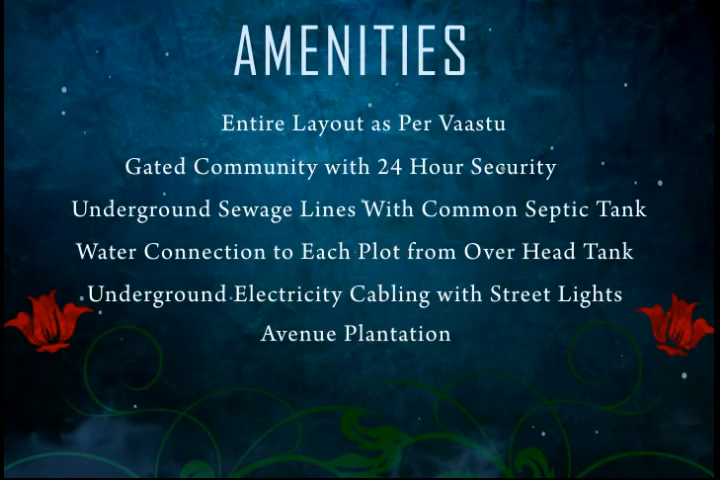 AMENITIES
Entire Layout as Per Vaastu
Gated Community with 24 Hour Security
Underground Sewage Lines With Common Septic Tank
Water Connection to Each Plot from Over Head Tank
Underground Electricity Cabling with Street Lights
Avenue Plantation